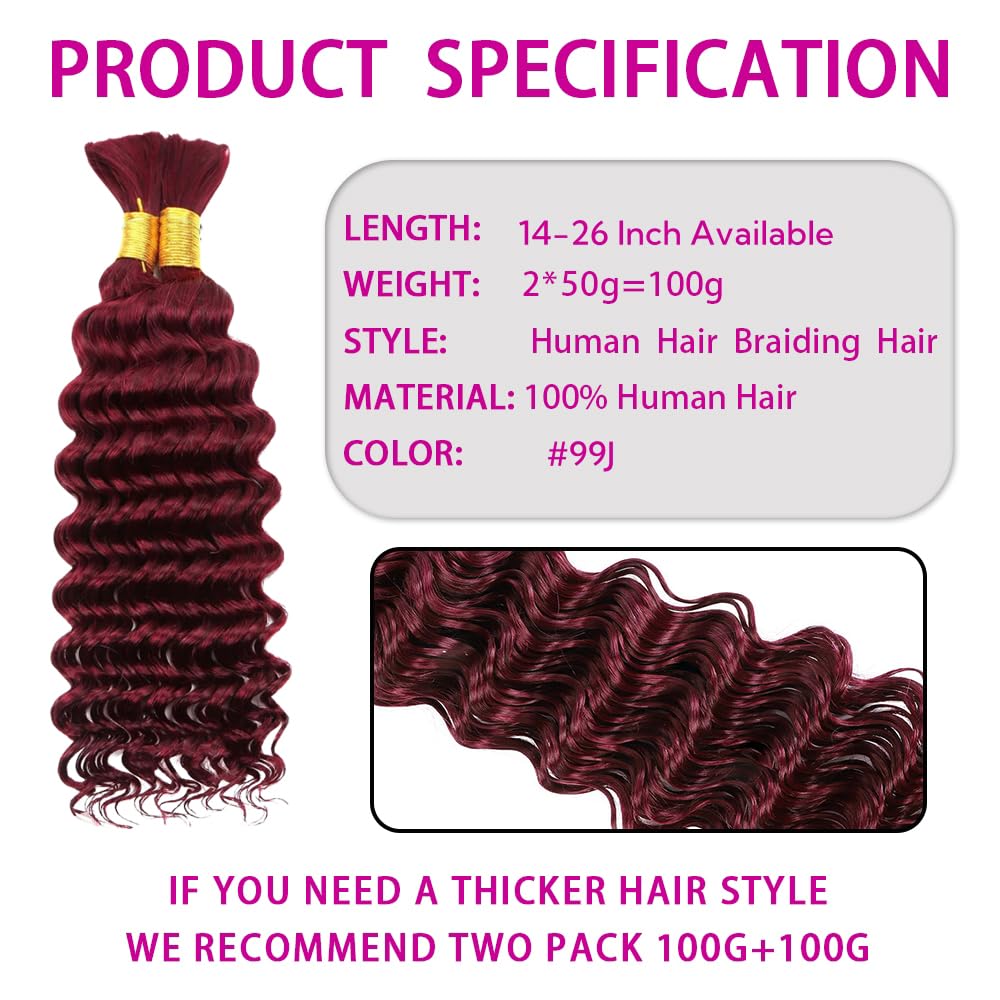 PRODUCT SPECIFICATION
LENGTH: 14-26 Inch Available
WEIGHT: 2*50g=100g
STYLE: Human Hair Braiding Hair
MATERIAL: 100% Human Hair
COLOR: #99J
IF YOU NEED A THICKER HAIR STYLE
WE RECOMMEND TWO PACK 100G+100G